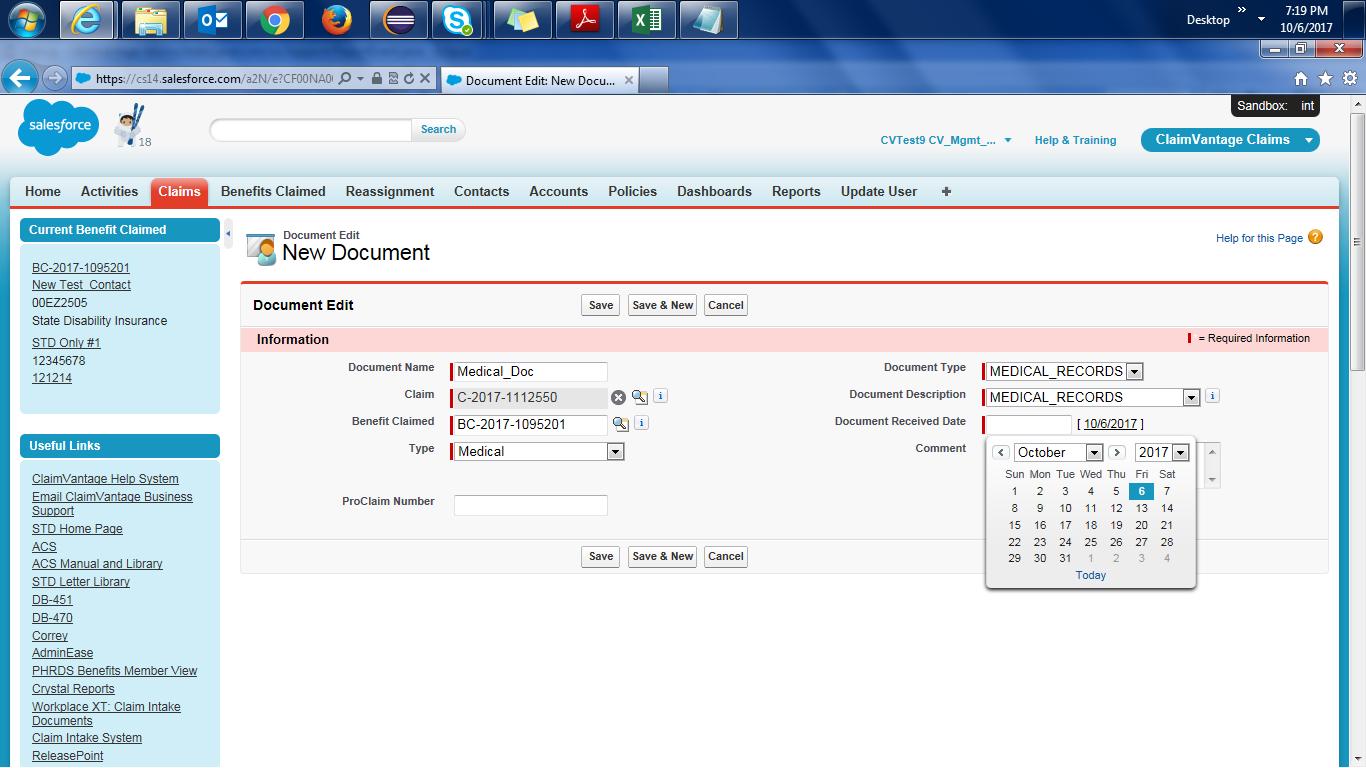 Desktop
»
7:19 PM
10/6/2017
https://cs14.salesforce.com/a2N/e?CF00NA0
Document Edit: New Docu...
Sandbox: int
salesforce
18
Search
CVTest9 CV_Mgmt_...
Help & Training
ClaimVantage Claims
Home Activities Claims Benefits Claimed Reassignment Contacts Accounts Policies Dashboards Reports Update User +
Current Benefit Claimed
BC-2017-1095201
New Test_Contact
00EZ2505
State Disability Insurance
STD Only #1
12345678
121214
Useful Links
ClaimVantage Help System
Email ClaimVantage Business
Support
STD Home Page
ACS
ACS Manual and Library
STD Letter Library
DB-451
DB-470
Correy
AdminEase
PHRDS Benefits Member View
Crystal Reports
Workplace XT: Claim Intake
Documents
Claim Intake System
ReleasePoint
Document Edit
New Document
Help for this Page ?
Document Edit
Save Save & New Cancel
Information
= Required Information
Document Name Medical_Doc
Document Type MEDICAL_RECORDS
Claim C-2017-1112550
Document Description MEDICAL_RECORDS
Benefit Claimed BC-2017-1095201
Document Received Date [ 10/6/2017 ]
Type Medical
Comment
ProClaim Number
October 2017
Sun Mon Tue Wed Thu Fri Sat
1 2 3 4 5 6 7
8 9 10 11 12 13 14
15 16 17 18 19 20 21
22 23 24 25 26 27 28
29 30 31 1 2 3 4
Today
Save Save & New Cancel